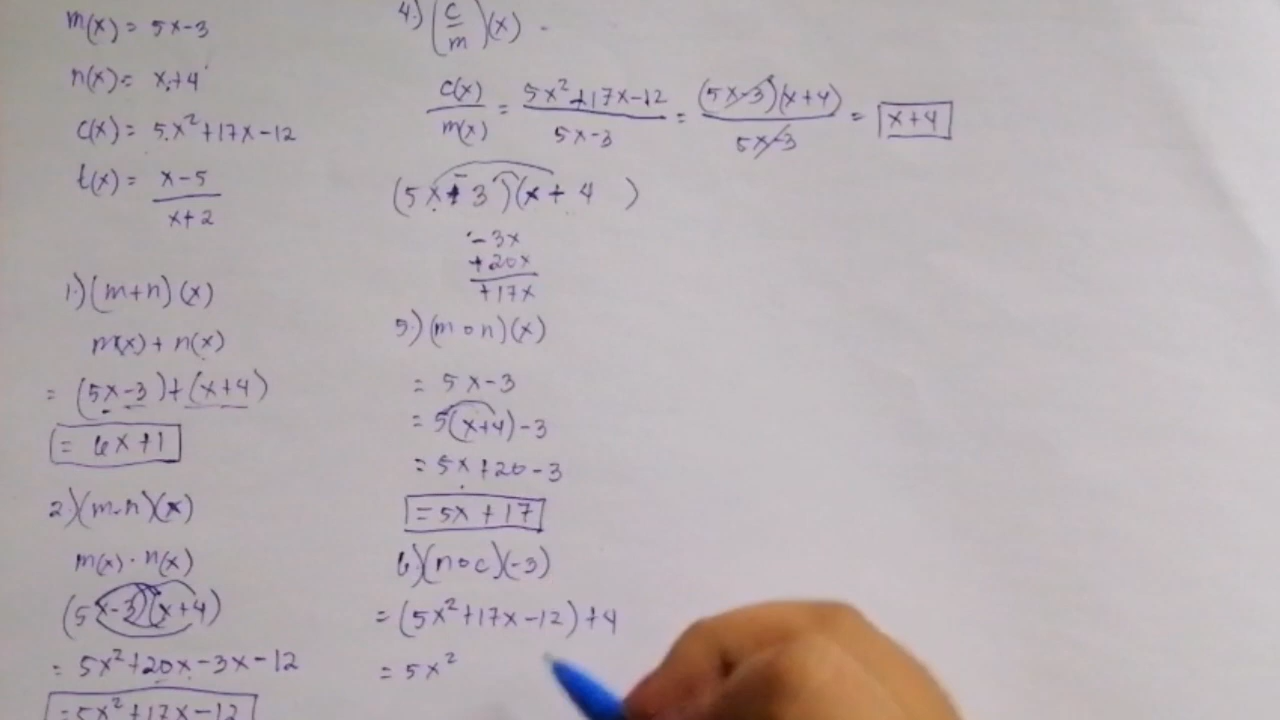 m(x) = 5x-3
n(x) = x+4
c(x) = 5x²+17x-12
t(x) = x-5
x+2
1.) (m+n)(x)
m(x) + n(x)
= (5x-3)+(x+4)
= 6x+1
2.) (m·n)(x)
m(x) · n(x)
(5x-3)(x+4)
= 5x²+20x-3x-12
= 5x²+17x-12
4.) (c/m)(x)
c(x)/m(x) = 5x²+17x-12/5x-3 = (5x-3)(x+4)/5x-3 = x+4
(5x-3)(x+4)
-3x
+20x
+17x
5.) (m∘n)(x)
= 5x-3
= 5(x+4)-3
= 5x+20-3
= 5x+17
6.) (n∘c)(-3)
= (5x²+17x-12)+4
= 5x²